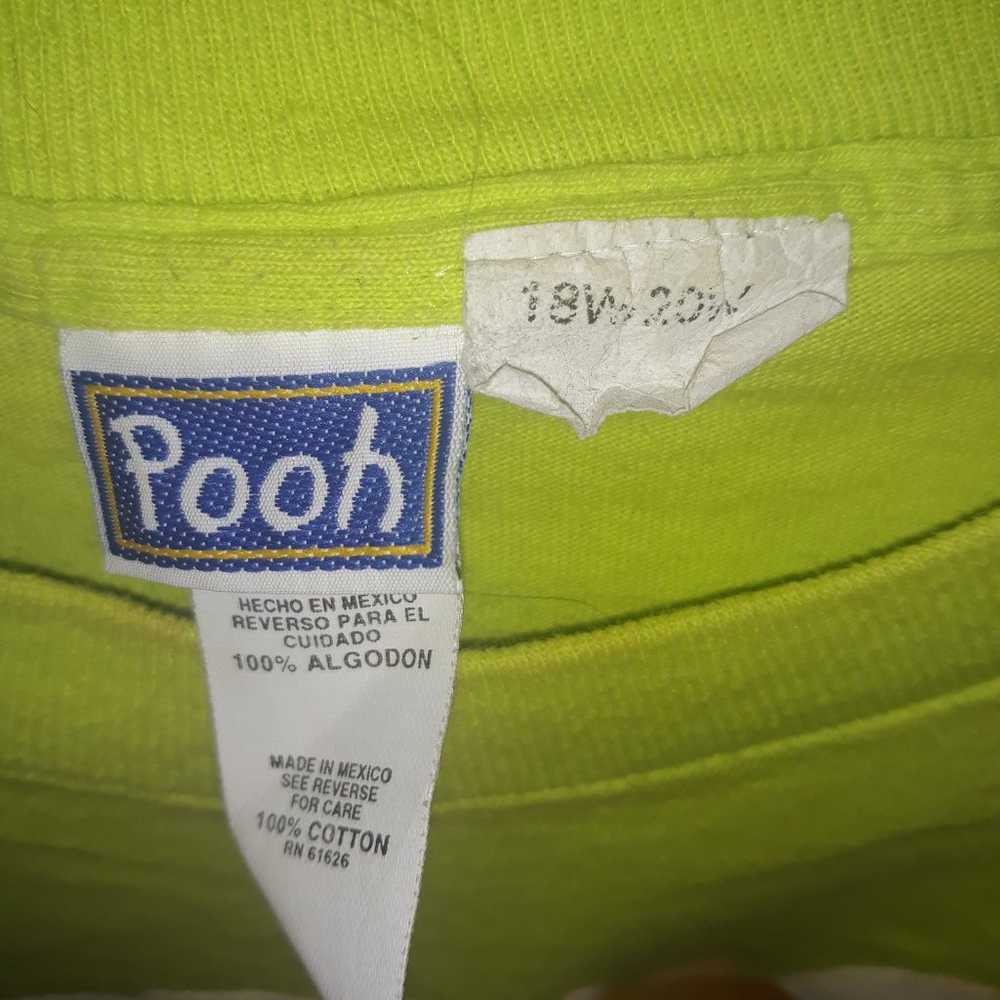 18W-20W
Pooh
HECHO EN MEXICO
REVERSO PARA EL
CUIDADO
100% ALGODON
MADE IN MEXICO
SEE REVERSE
FOR CARE
100% COTTON
RN 61626